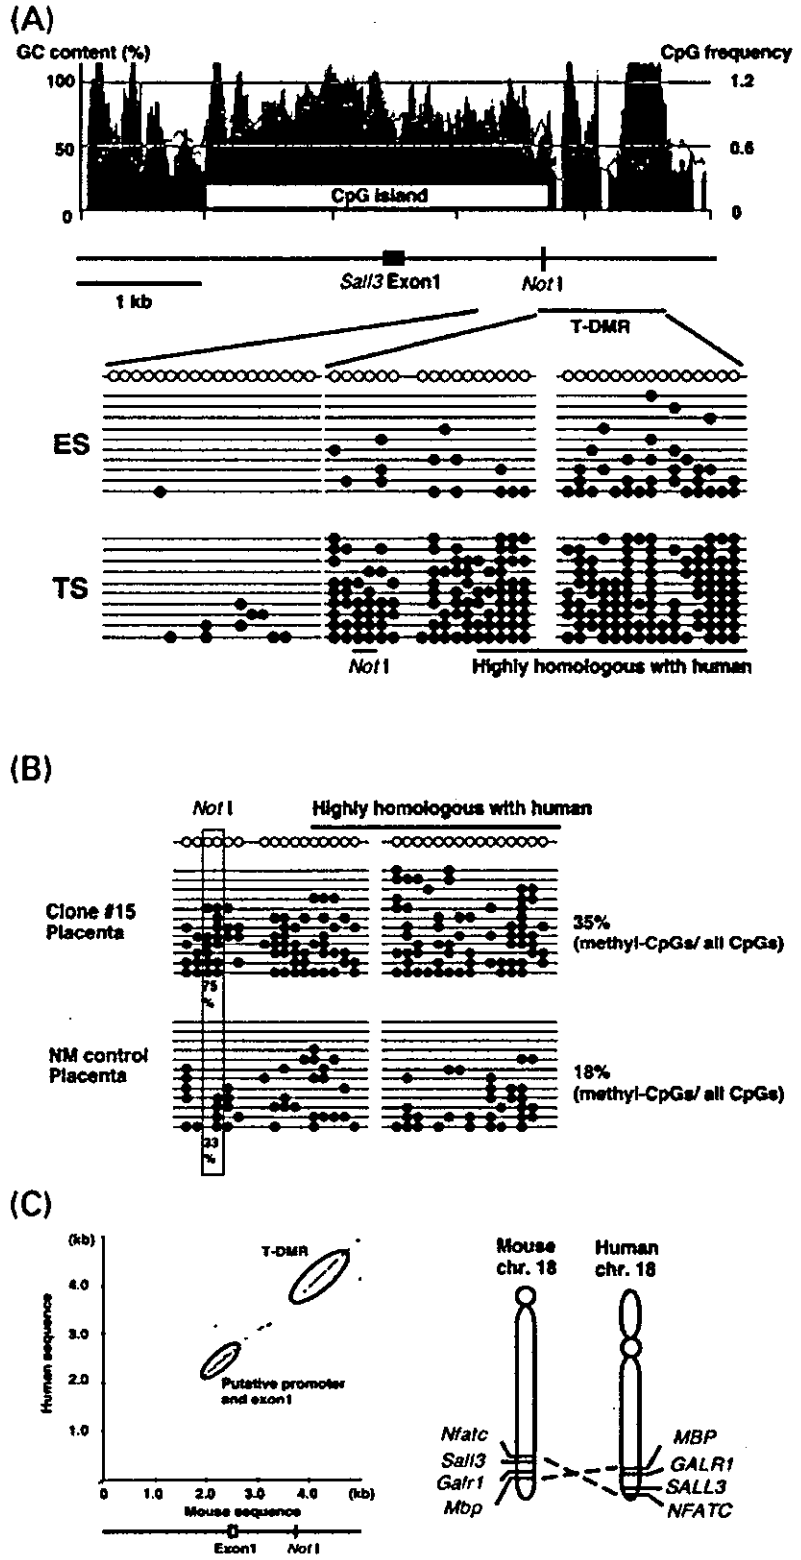 (A)
GC content (%)
CpG frequency
100
1.2
50
0.6
CpG island
0
0
Sall3 Exon1
Not I
1 kb
T-DMR
ES
TS
Not I
Highly homologous with human
(B)
Not I
Highly homologous with human
Clone #15
Placenta
35%
(methyl-CpGs/ all CpGs)
75
%
NM control
Placenta
18%
(methyl-CpGs/ all CpGs)
33
%
(C)
(kb)
T-DMR
4.0
3.0
2.0
1.0
Human sequence
Putative promoter
and exon1
0
1.0
2.0
3.0
4.0
(kb)
Mouse sequence
Exon1
Not I
Mouse
chr. 18
Human
chr. 18
Nfatc
Sall3
Galr1
Mbp
MBP
GALR1
SALL3
NFATC